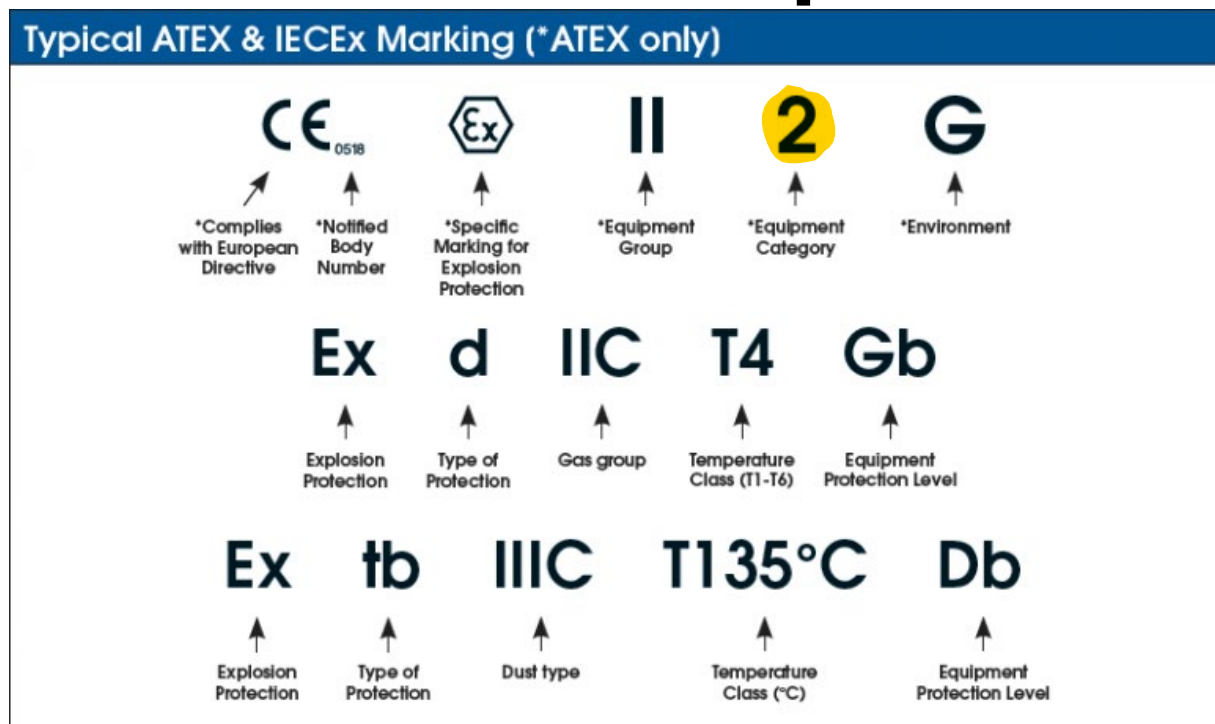 Typical ATEX & IECEx Marking (*ATEX only)
CE 0518 Ex II 2 G
*Complies with European Directive
*Notified Body Number
*Specific Marking for Explosion Protection
*Equipment Group
*Equipment Category
*Environment
Ex d IIC T4 Gb
Explosion Protection
Type of Protection
Gas group
Temperature Class (T1-T6)
Equipment Protection Level
Ex tb IIIC T135°C Db
Explosion Protection
Type of Protection
Dust type
Temperature Class (°C)
Equipment Protection Level